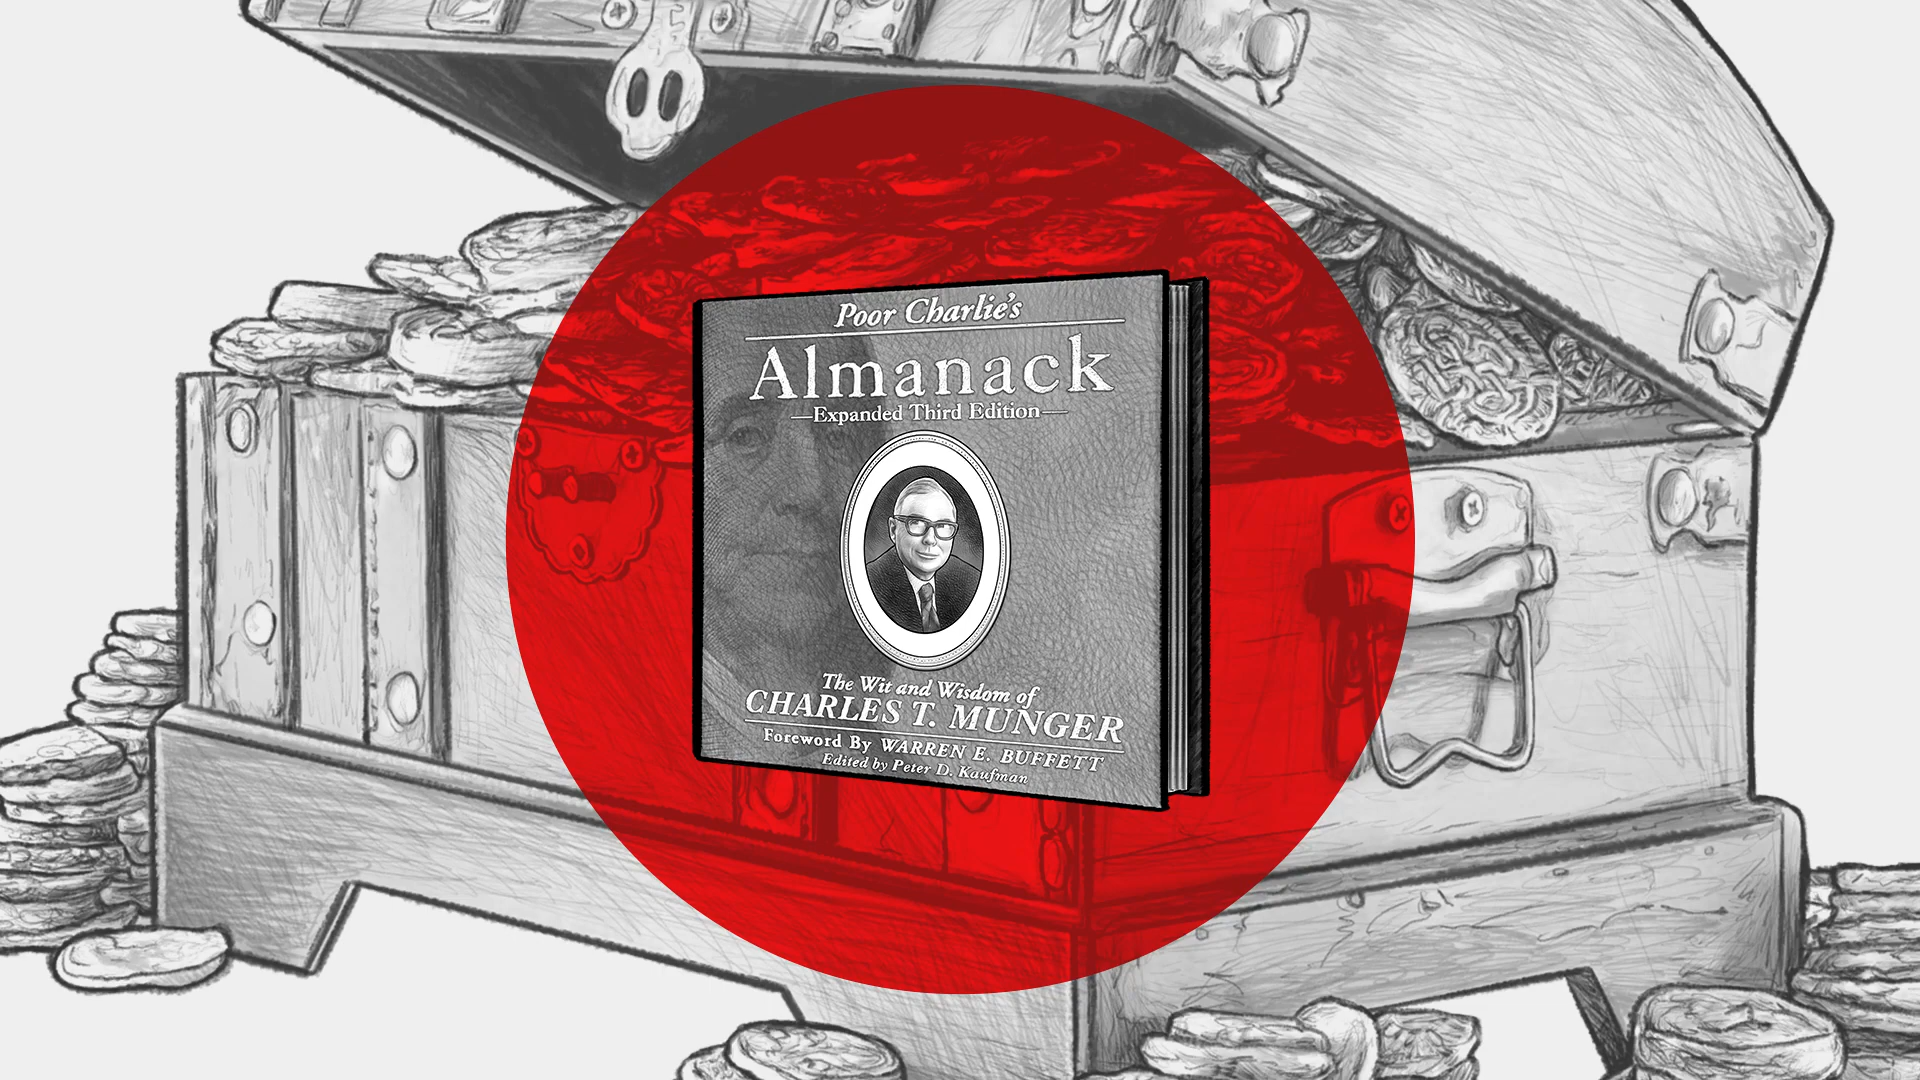 Poor Charlie's
Almanack
—Expanded Third Edition—
The Wit and Wisdom of
CHARLES T. MUNGER
Foreword By WARREN E. BUFFETT
Edited by Peter D. Kaufman